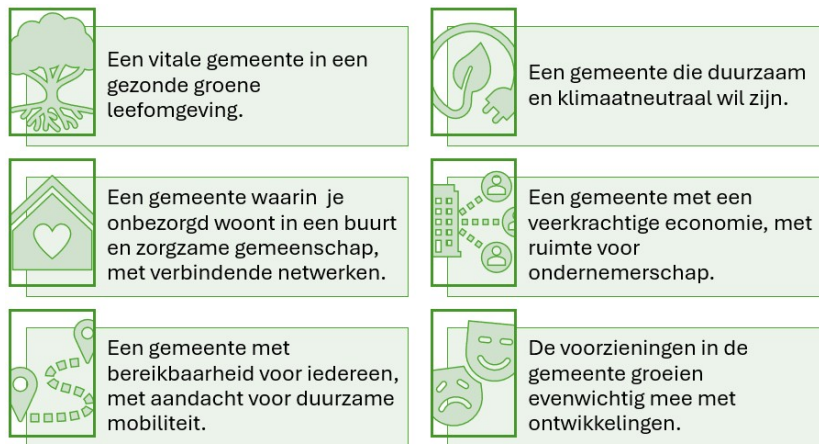 Een vitale gemeente in een
gezonde groene
leefomgeving.
Een gemeente die duurzaam
en klimaatneutraal wil zijn.
Een gemeente waarin je
onbezorgd woont in een buurt
en zorgzame gemeenschap,
met verbindende netwerken.
Een gemeente met een
veerkrachtige economie, met
ruimte voor
ondernemerschap.
Een gemeente met
bereikbaarheid voor iedereen,
met aandacht voor duurzame
mobiliteit.
De voorzieningen in de
gemeente groeien
evenwichtig mee met
ontwikkelingen.